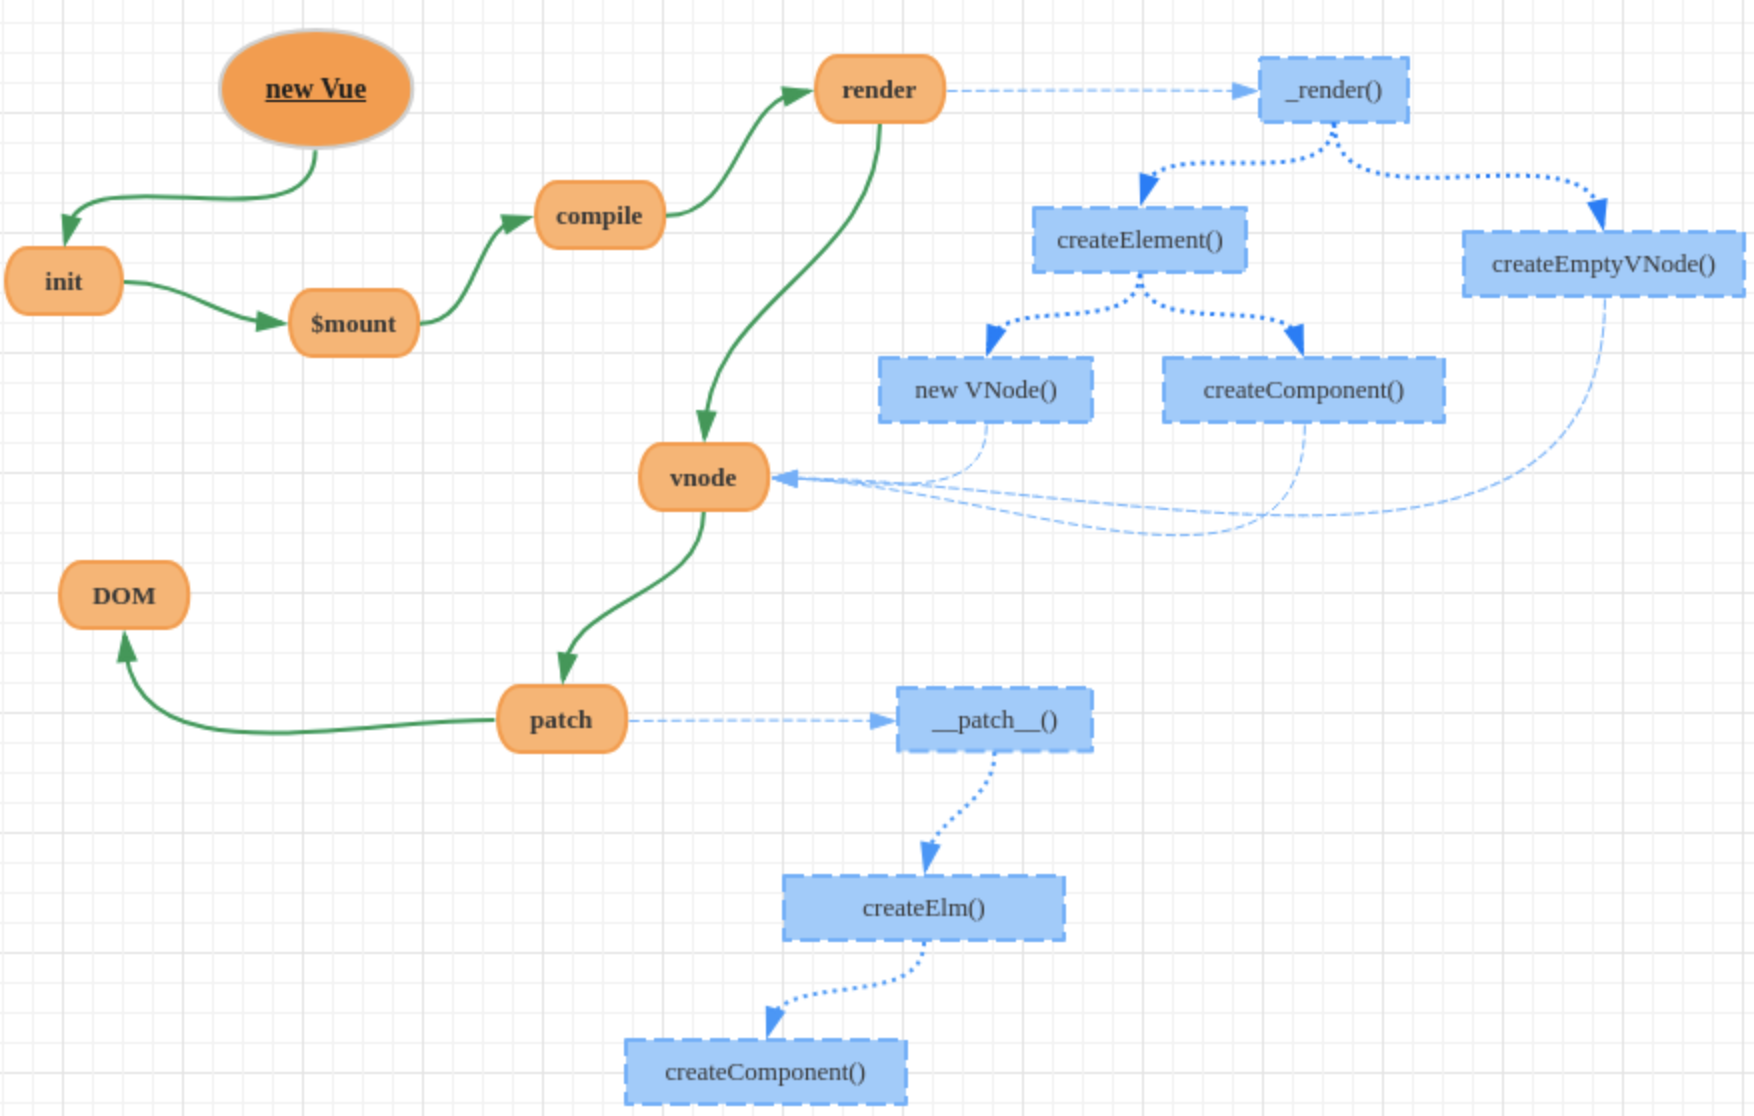 new Vue
render
_render()
compile
createElement()
createEmptyVNode()
init
$mount
new VNode()
createComponent()
vnode
DOM
patch
__patch__()
createElm()
createComponent()